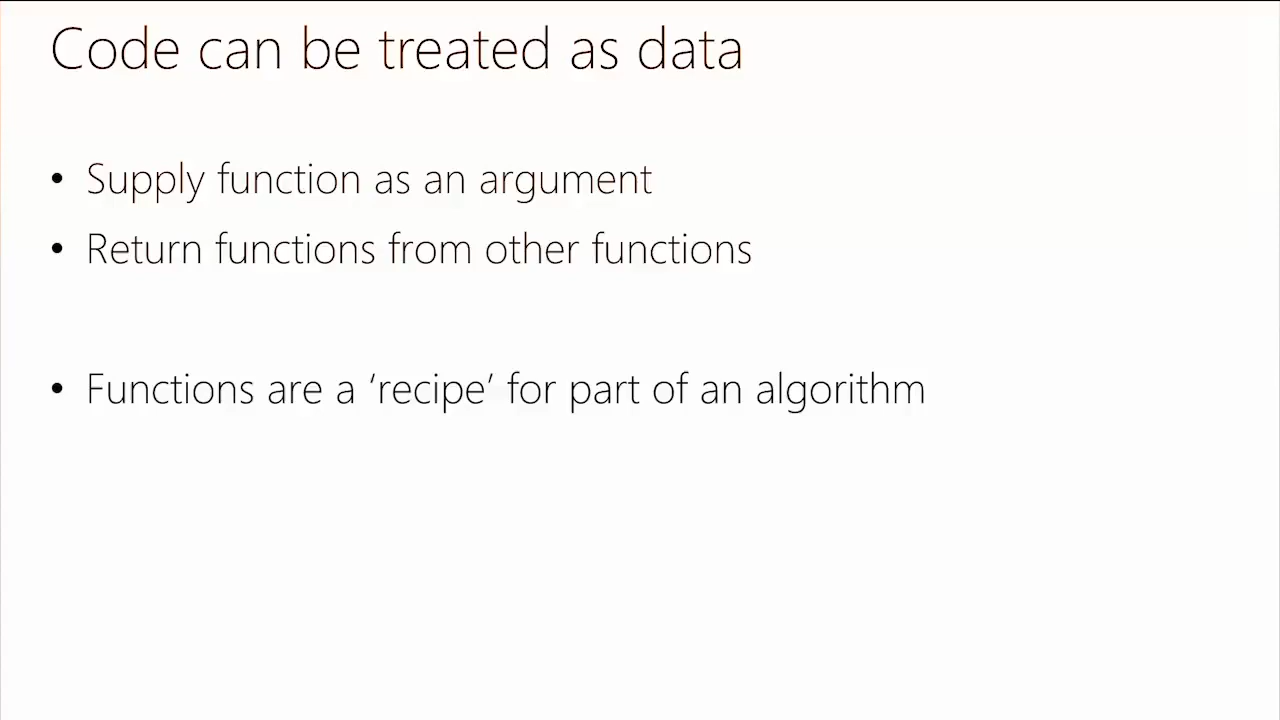 Code can be treated as data
• Supply function as an argument
• Return functions from other functions
• Functions are a ‘recipe’ for part of an algorithm